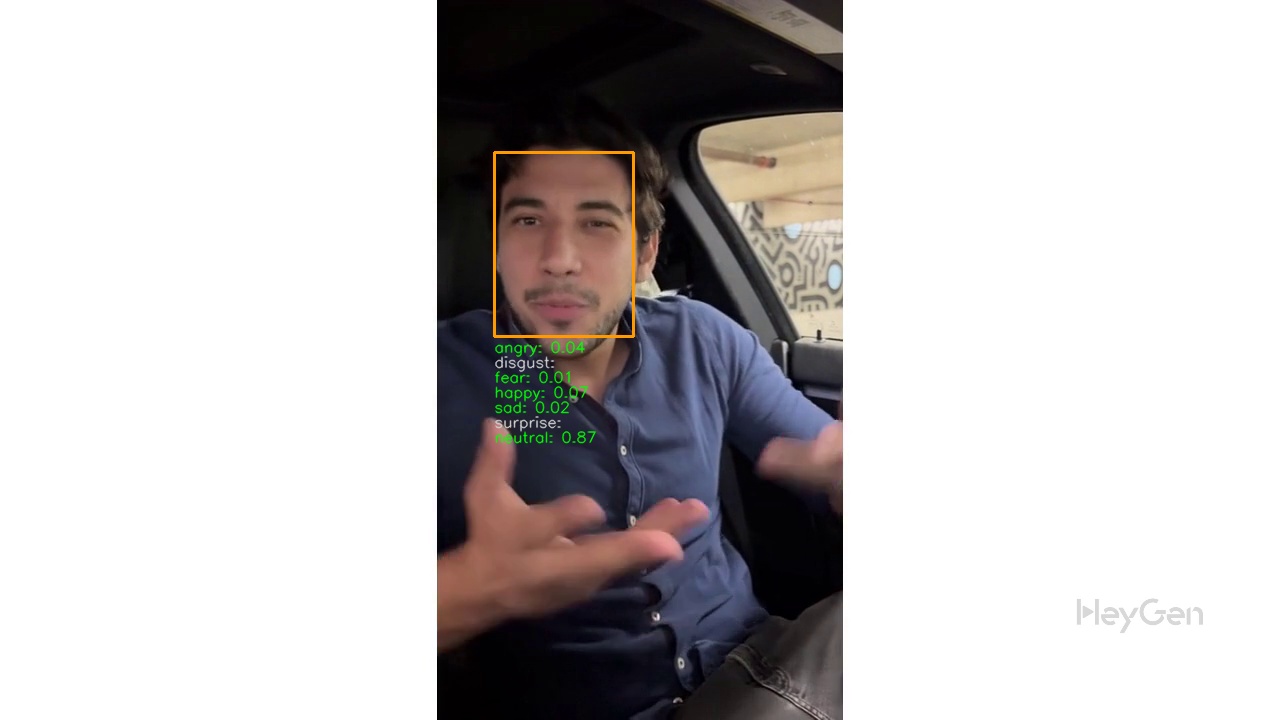 angry: 0.04
disgust:
fear: 0.01
happy: 0.07
sad: 0.02
surprise:
neutral: 0.87
HeyGen